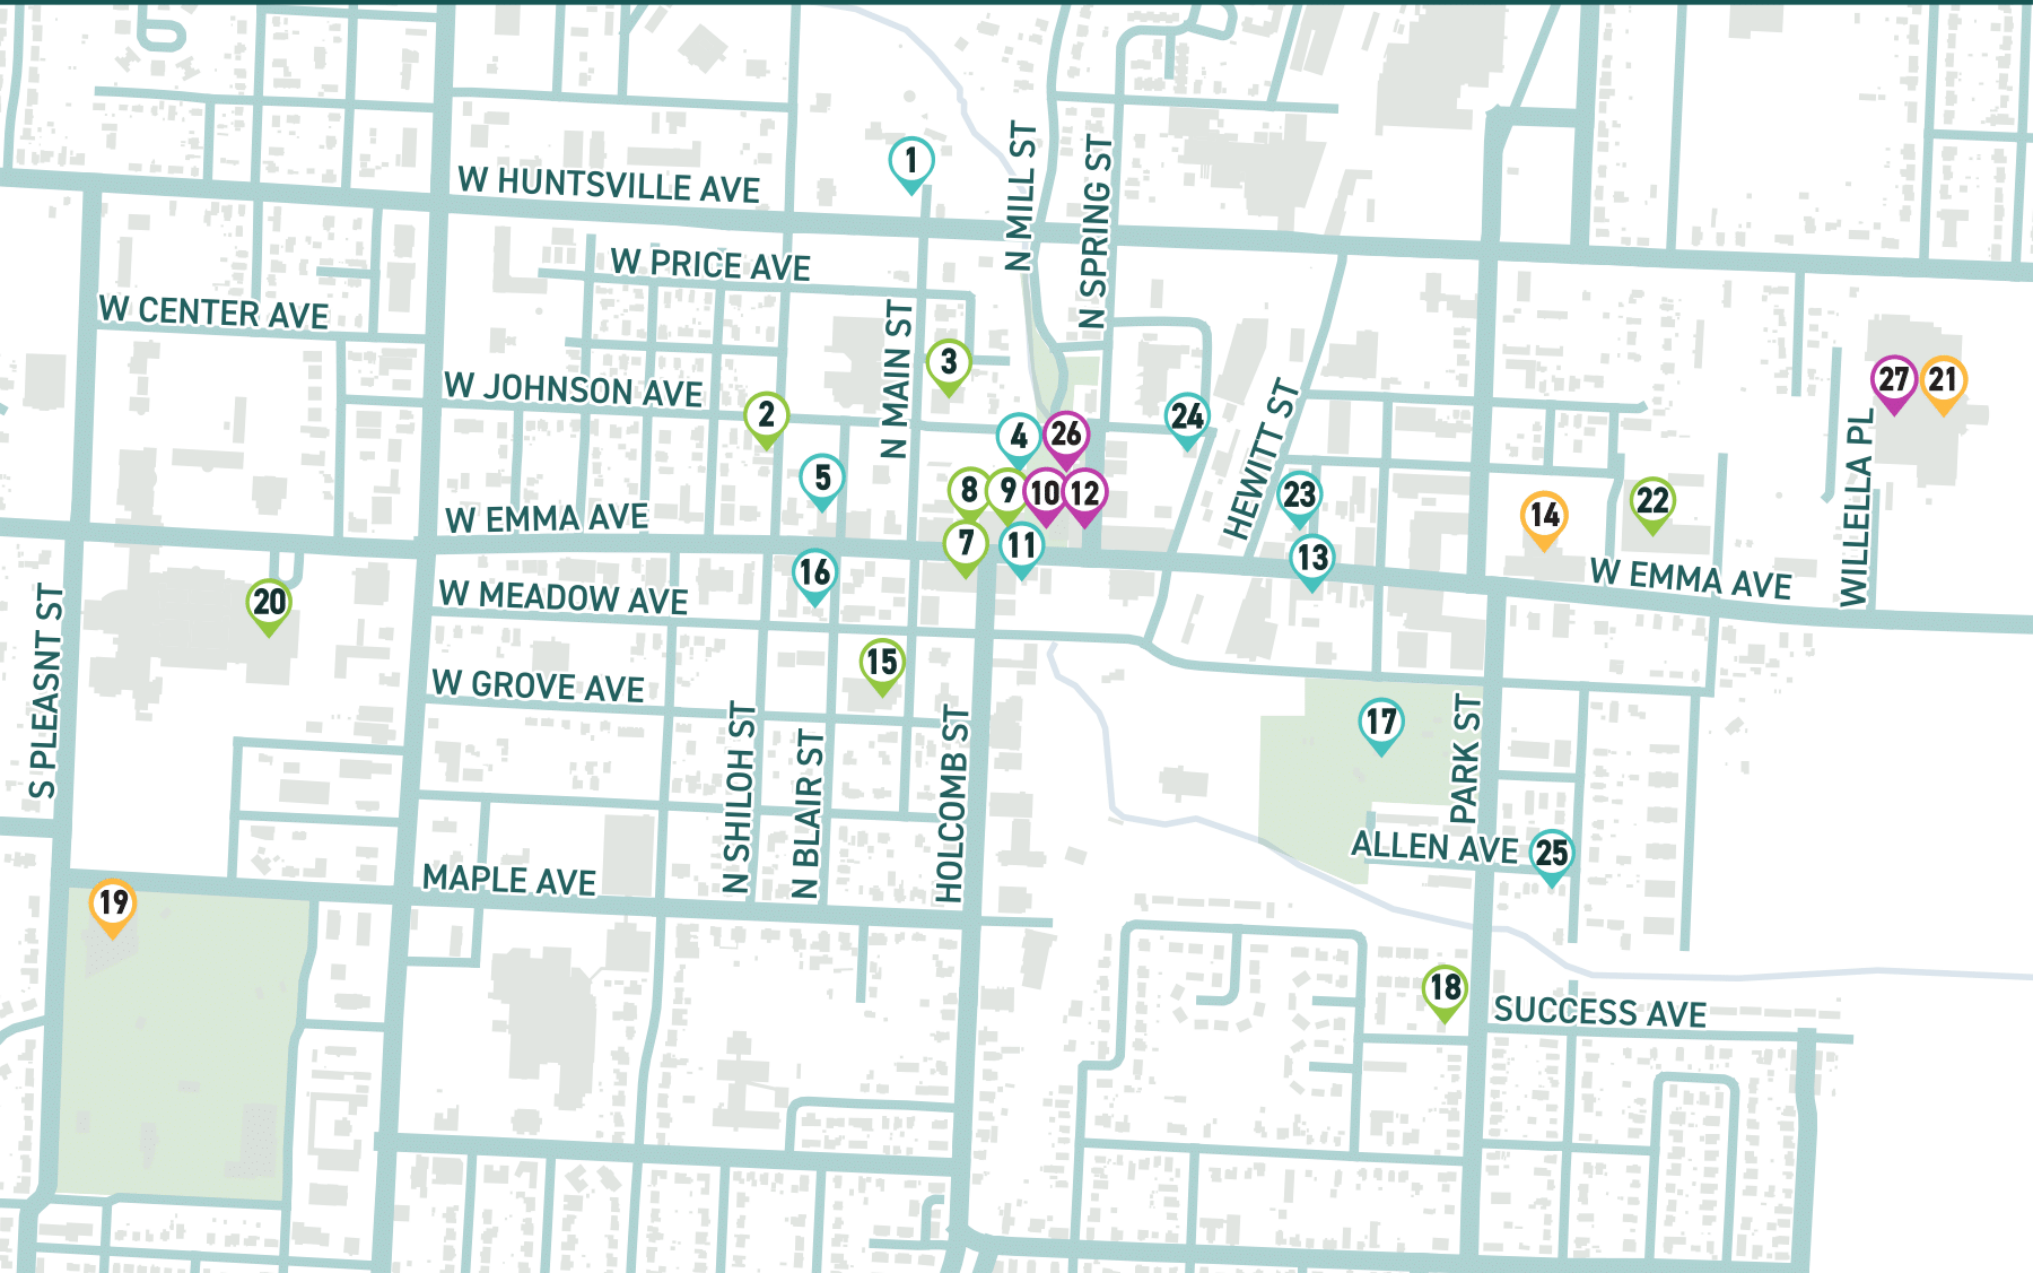 1
N MILL ST
N SPRING ST
W HUNTSVILLE AVE
W PRICE AVE
W CENTER AVE
N MAIN ST
3
W JOHNSON AVE
2
27
21
24
4
26
HEWITT ST
5
8
9
10
12
23
22
14
WILLELLA PL
W EMMA AVE
7
11
13
16
W EMMA AVE
W MEADOW AVE
20
S PLEASANT ST
15
W GROVE AVE
17
PARK ST
N SHILOH ST
N BLAIR ST
HOLCOMB ST
ALLEN AVE
25
MAPLE AVE
19
18
SUCCESS AVE